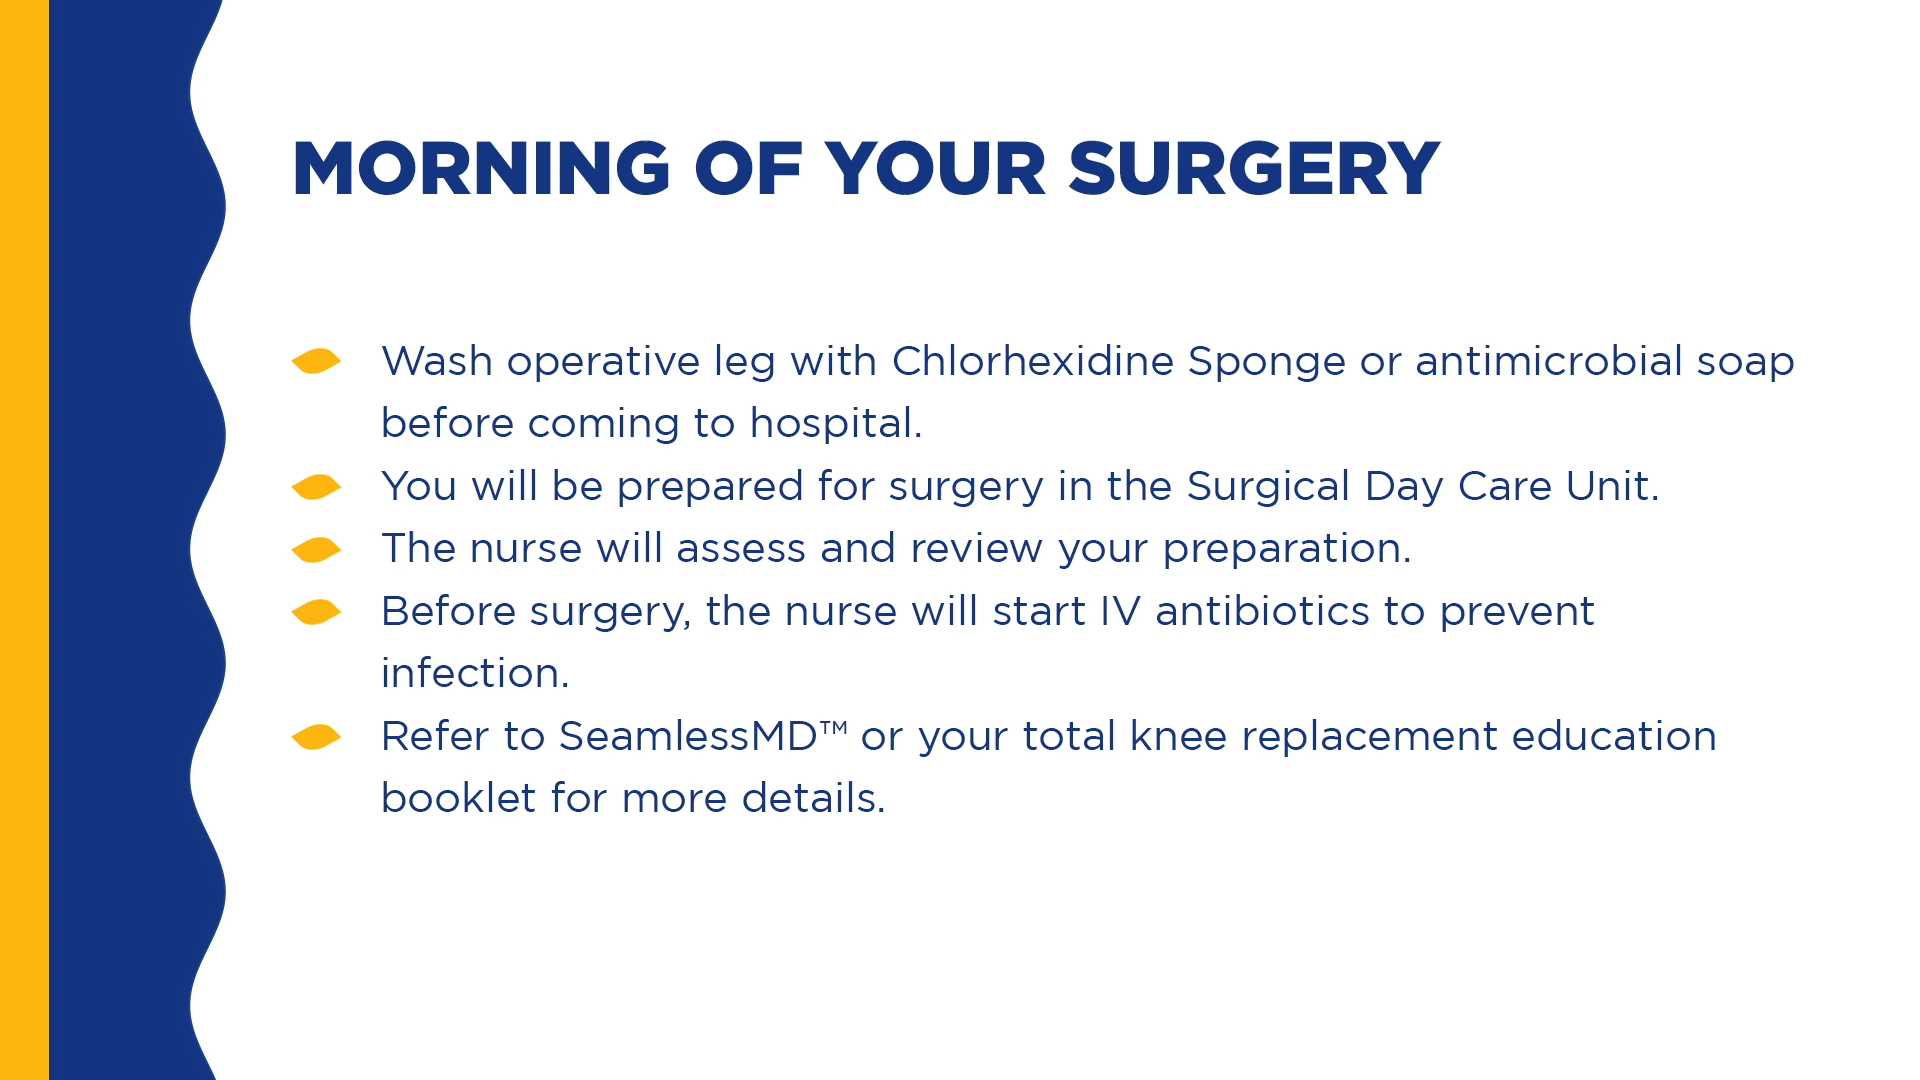 MORNING OF YOUR SURGERY
Wash operative leg with Chlorhexidine Sponge or antimicrobial soap
before coming to hospital.
You will be prepared for surgery in the Surgical Day Care Unit.
The nurse will assess and review your preparation.
Before surgery, the nurse will start IV antibiotics to prevent
infection.
Refer to SeamlessMD™ or your total knee replacement education
booklet for more details.